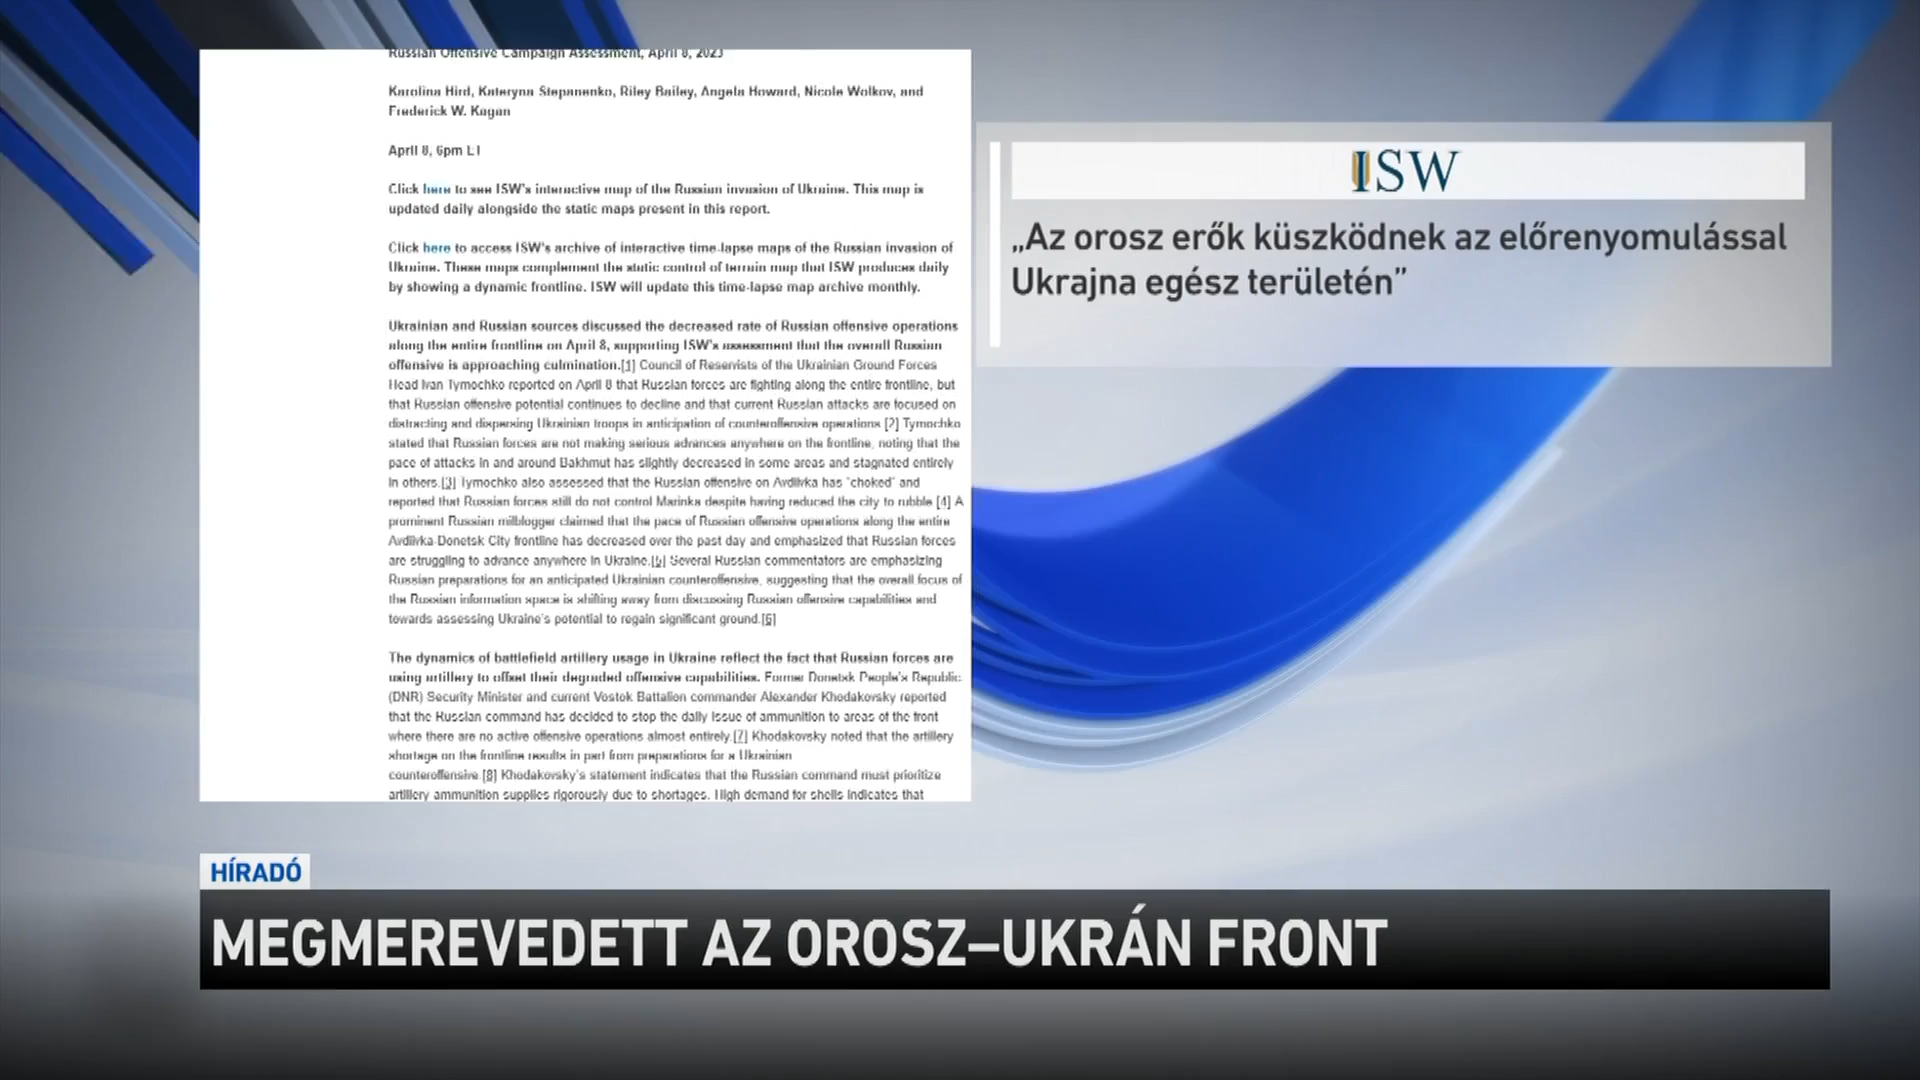 Russian Offensive Campaign Assessment, April 8, 2023
Karolina Hird, Kateryna Stepanenko, Riley Bailey, Angela Howard, Nicole Wolkov, and
Frederick W. Kagan
April 8, 6pm ET
Click here to see ISW's interactive map of the Russian invasion of Ukraine. This map is
updated daily alongside the static maps present in this report.
Click here to access ISW's archive of interactive time-lapse maps of the Russian invasion of
Ukraine. These maps complement the static control of terrain map that ISW produces daily
by showing a dynamic frontline. ISW will update this time-lapse map archive monthly.
Ukrainian and Russian sources discussed the decreased rate of Russian offensive operations
along the entire frontline on April 8, supporting ISW's assessment that the overall Russian
offensive is approaching culmination.[1] Council of Reservists of the Ukrainian Ground Forces
Head Ivan Tymochko reported on April 8 that Russian forces are fighting along the entire frontline, but
that Russian offensive potential continues to decline and that current Russian attacks are focused on
distracting and dispersing Ukrainian troops in anticipation of counteroffensive operations.[2] Tymochko
stated that Russian forces are not making serious advances anywhere on the frontline, noting that the
pace of attacks in and around Bakhmut has slightly decreased in some areas and stagnated entirely
in others.[3] Tymochko also assessed that the Russian offensive on Avdiivka has "choked" and
reported that Russian forces still do not control Marinka despite having reduced the city to rubble.[4] A
prominent Russian milblogger claimed that the pace of Russian offensive operations along the entire
Avdiivka-Donetsk City frontline has decreased over the past day and emphasized that Russian forces
are struggling to advance anywhere in Ukraine.[5] Several Russian commentators are emphasizing
Russian preparations for an anticipated Ukrainian counteroffensive, suggesting that the overall focus of
the Russian information space is shifting away from discussing Russian offensive capabilities and
towards assessing Ukraine's potential to regain significant ground.[6]
The dynamics of battlefield artillery usage in Ukraine reflect the fact that Russian forces are
using artillery to offset their degraded offensive capabilities. Former Donetsk People's Republic
(DNR) Security Minister and current Vostok Battalion commander Alexander Khodakovsky reported
that the Russian command has decided to stop the daily issue of ammunition to areas of the front
where there are no active offensive operations almost entirely.[7] Khodakovsky noted that the artillery
shortage on the frontline results in part from preparations for a Ukrainian
counteroffensive.[8] Khodakovsky's statement indicates that the Russian command must prioritize
artillery ammunition supplies rigorously due to shortages. High demand for shells indicates that
ISW
„Az orosz erők küszködnek az előrenyomulással
Ukrajna egész területén”
HÍRADÓ
MEGMEREVEDETT AZ OROSZ–UKRÁN FRONT